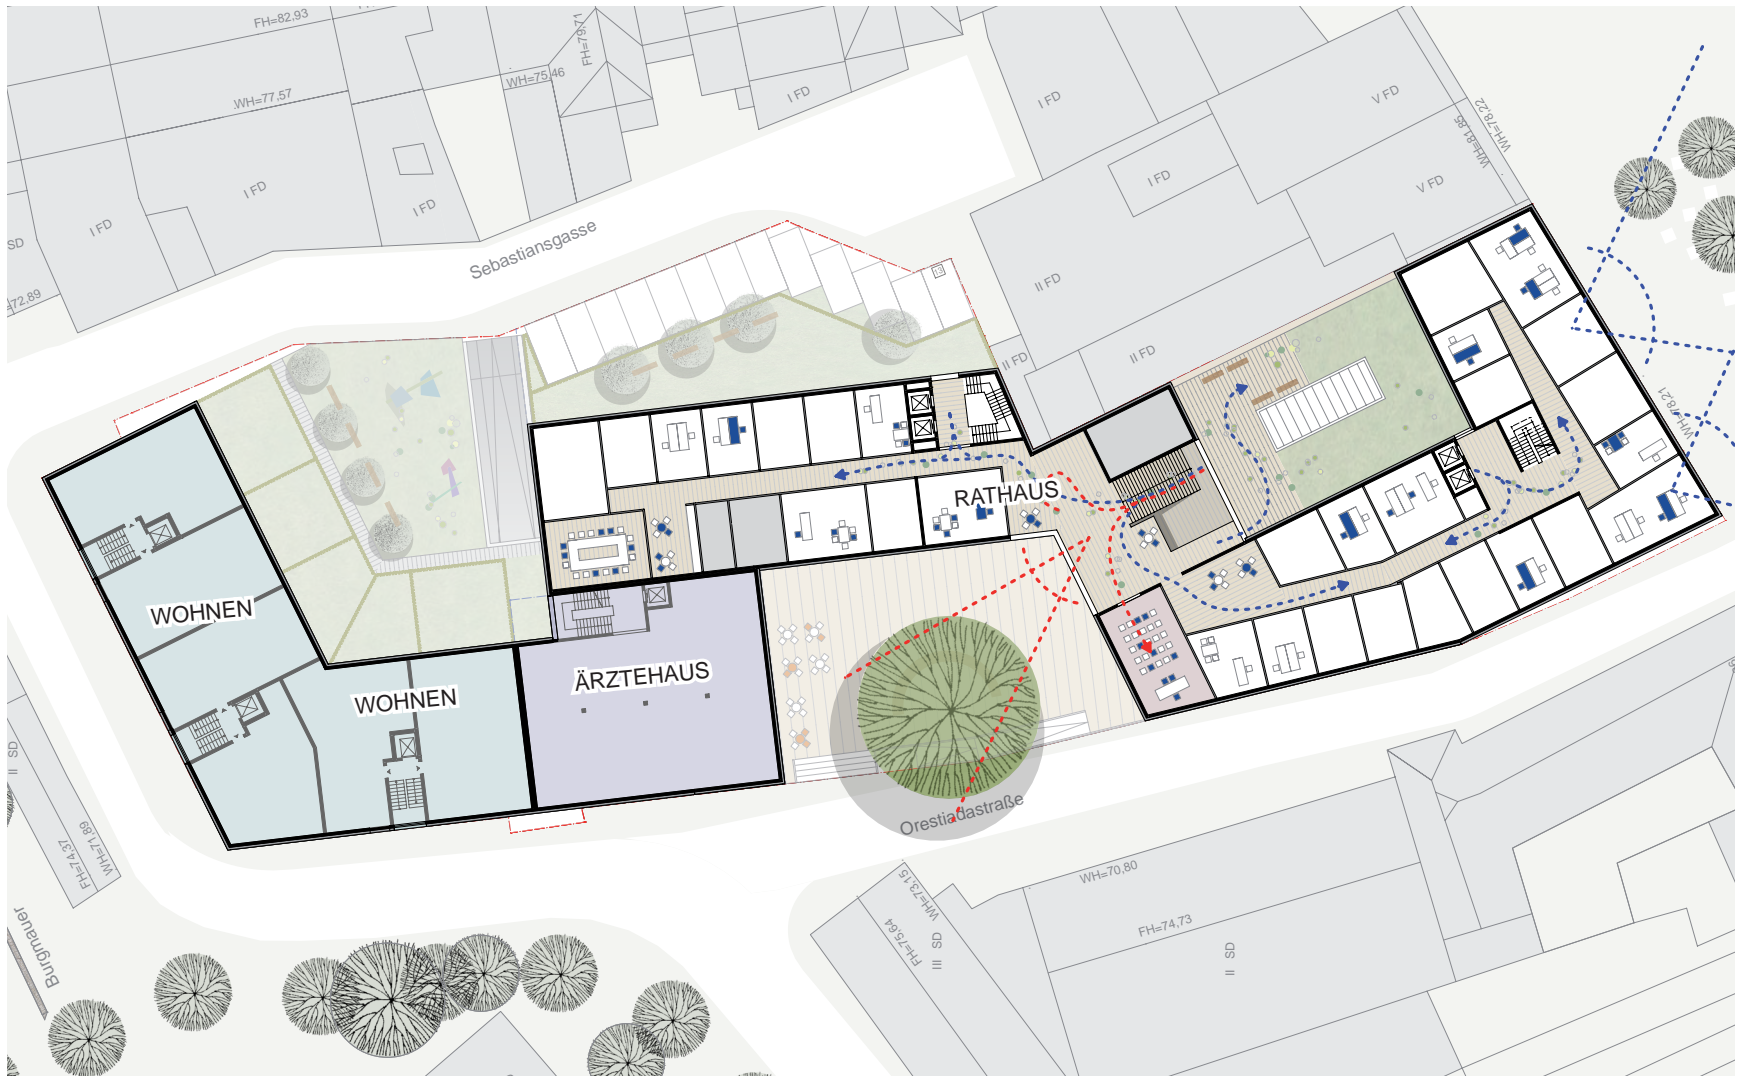 FH=82,93
FH=79,71
WH=75,46
WH=77,57
I FD
I FD
V FD
WH=78,22
WH=81,85
I FD
V FD
I FD
I FD
I FD
SD
Sebastiansgasse
13
II FD
=72,89
II FD
II FD
WH=78,21
RATHAUS
WOHNEN
ÄRZTEHAUS
WOHNEN
II SD
Orestiadastraße
FH=74,37
WH=71,89
WH=70,80
WH=73,15
FH=75,64
III SD
FH=74,73
II SD
Burgmauer